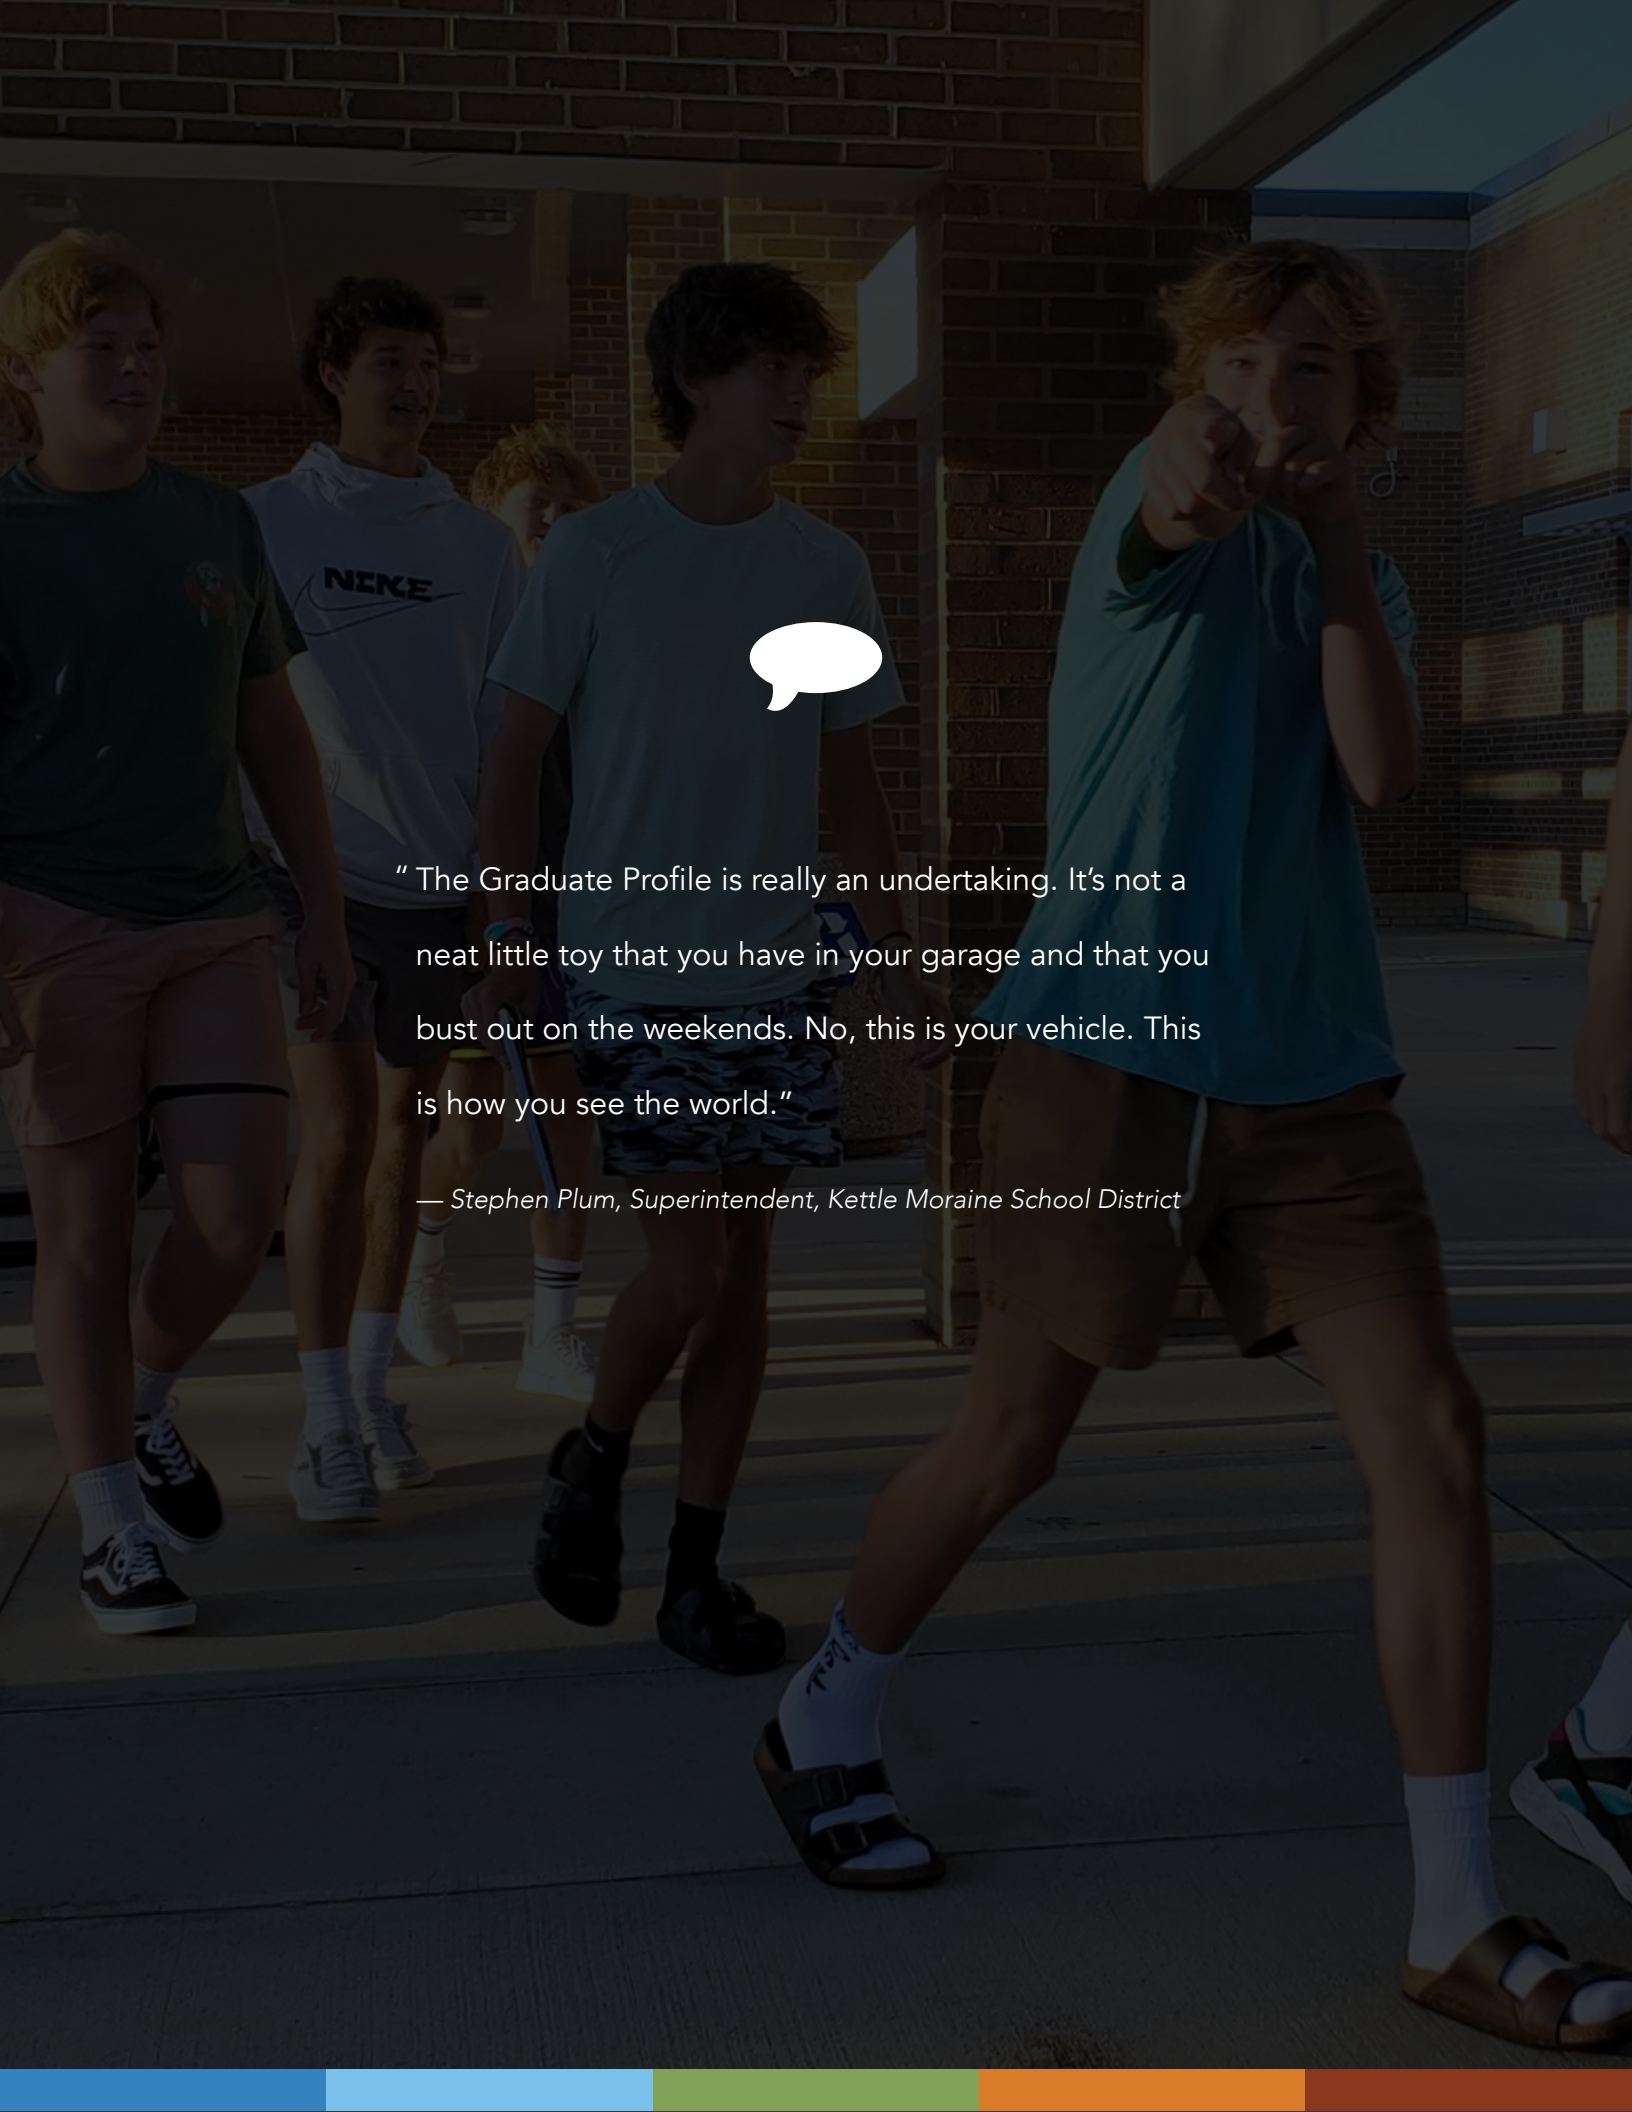 NIKE
“ The Graduate Profile is really an undertaking. It’s not a
neat little toy that you have in your garage and that you
bust out on the weekends. No, this is your vehicle. This
is how you see the world.”
— Stephen Plum, Superintendent, Kettle Moraine School District